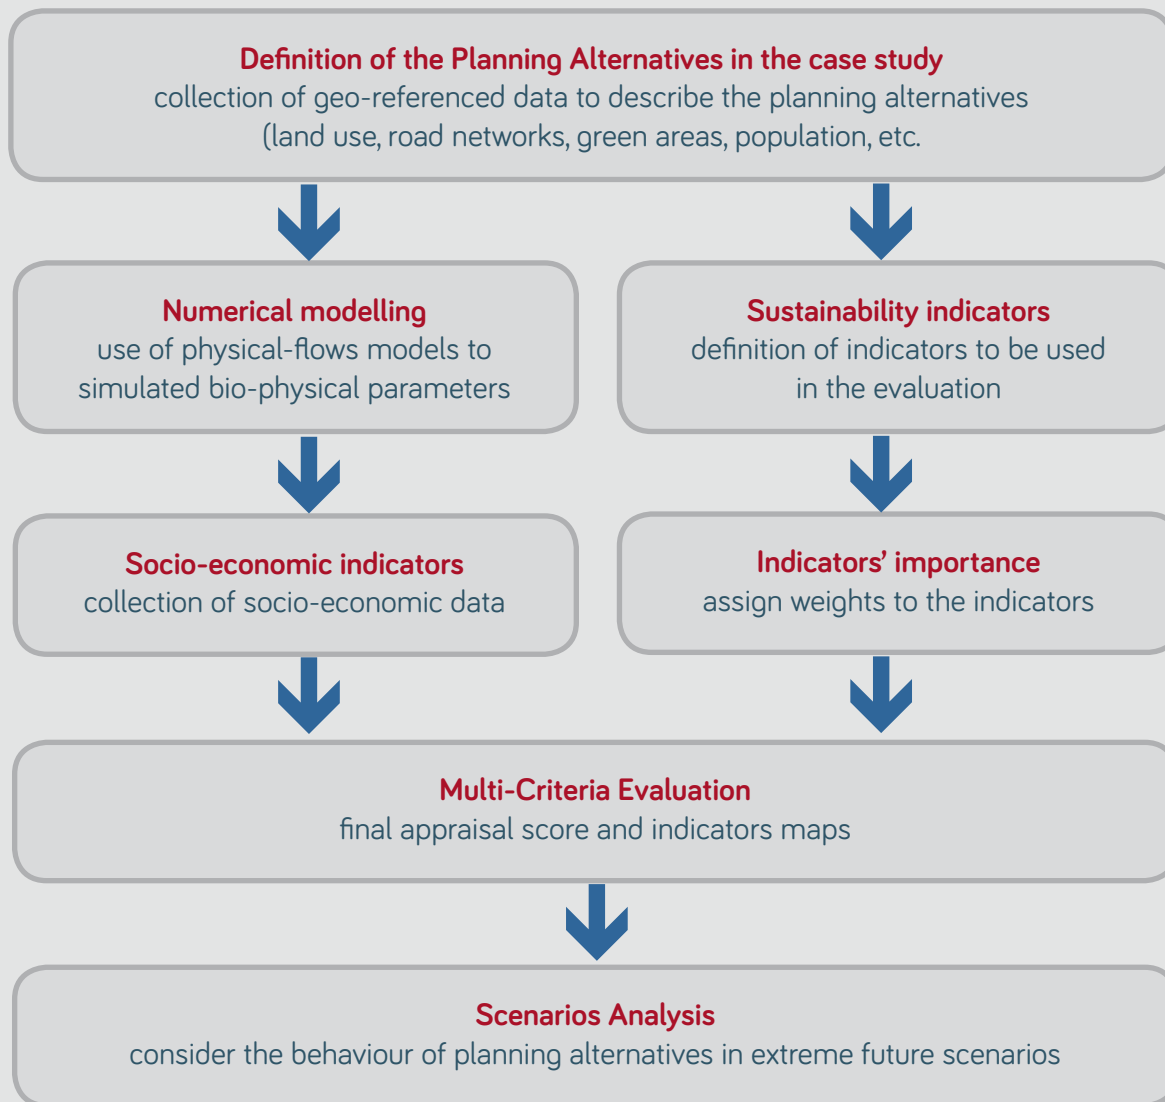 Definition of the Planning Alternatives in the case study
collection of geo-referenced data to describe the planning alternatives
(land use, road networks, green areas, population, etc.
Numerical modelling
use of physical-flows models to
simulated bio-physical parameters
Sustainability indicators
definition of indicators to be used
in the evaluation
Socio-economic indicators
collection of socio-economic data
Indicators’ importance
assign weights to the indicators
Multi-Criteria Evaluation
final appraisal score and indicators maps
Scenarios Analysis
consider the behaviour of planning alternatives in extreme future scenarios